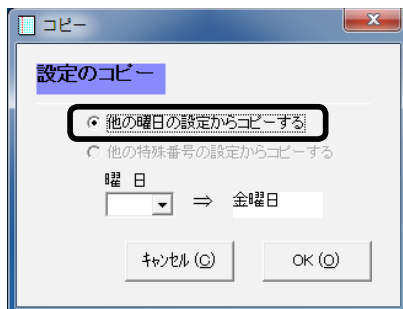 コピー
設定のコピー
他の曜日の設定からコピーする
他の特殊番号の設定からコピーする
曜 日
⇒ 金曜日
ｷｬﾝｾﾙ (C) OK (O)